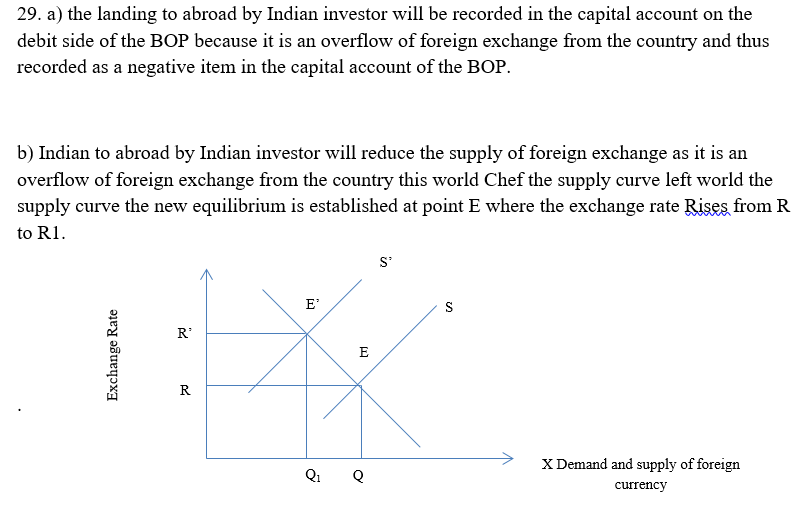 29. a) the landing to abroad by Indian investor will be recorded in the capital account on the
debit side of the BOP because it is an overflow of foreign exchange from the country and thus
recorded as a negative item in the capital account of the BOP.
b) Indian to abroad by Indian investor will reduce the supply of foreign exchange as it is an
overflow of foreign exchange from the country this world Chef the supply curve left world the
supply curve the new equilibrium is established at point E where the exchange rate Rises from R
to R1.
S’
E’
S
Exchange Rate
R’
E
R
.
Q₁ Q
X Demand and supply of foreign
currency